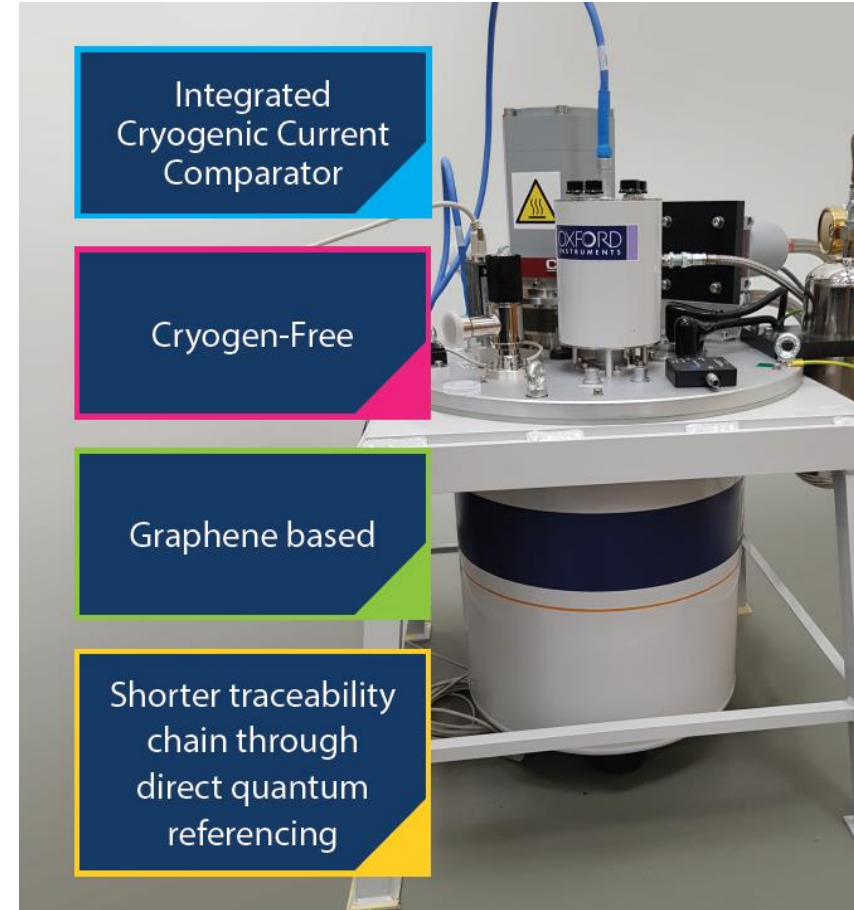 Integrated
Cryogenic Current
Comparator
Cryogen-Free
Graphene based
Shorter traceability
chain through
direct quantum
referencing
OXFORD
INSTRUMENTS